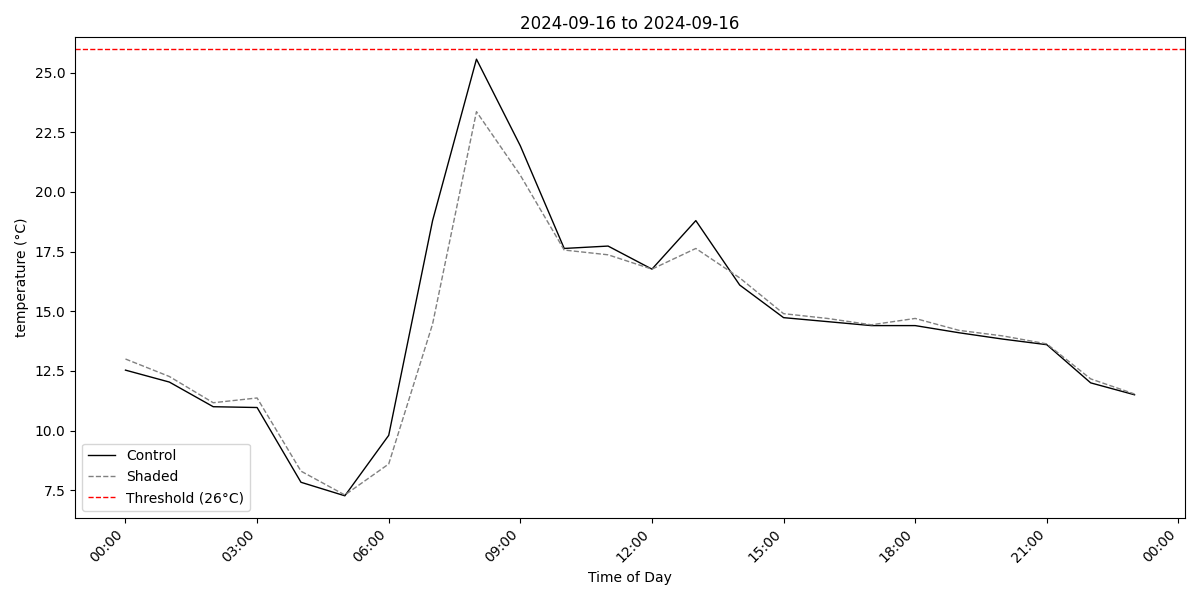 2024-09-16 to 2024-09-16
temperature (°C)
25.0
22.5
20.0
17.5
15.0
12.5
10.0
7.5
Control
Shaded
Threshold (26°C)
00:00
03:00
06:00
09:00
12:00
15:00
18:00
21:00
00:00
Time of Day